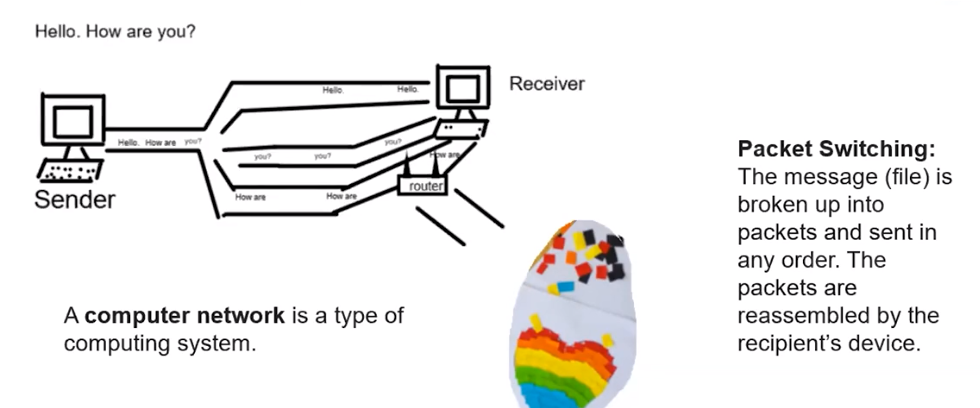 Hello. How are you?
Receiver
Hello. Hello.
Hello. How are you?
you?
you? you?
How are
How are How are
router
Sender
Packet Switching:
The message (file) is
broken up into
packets and sent in
any order. The
packets are
reassembled by the
recipient's device.
A computer network is a type of
computing system.